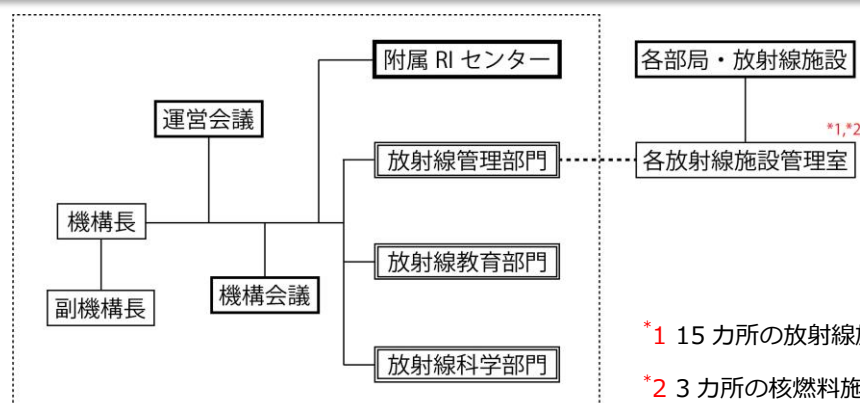 附属 RI センター
各部局・放射線施設
運営会議
*1,*2
放射線管理部門
各放射線施設管理室
機構長
放射線教育部門
副機構長
機構会議
*1 15 カ所の放射線
*2 3 カ所の核燃料施
放射線科学部門